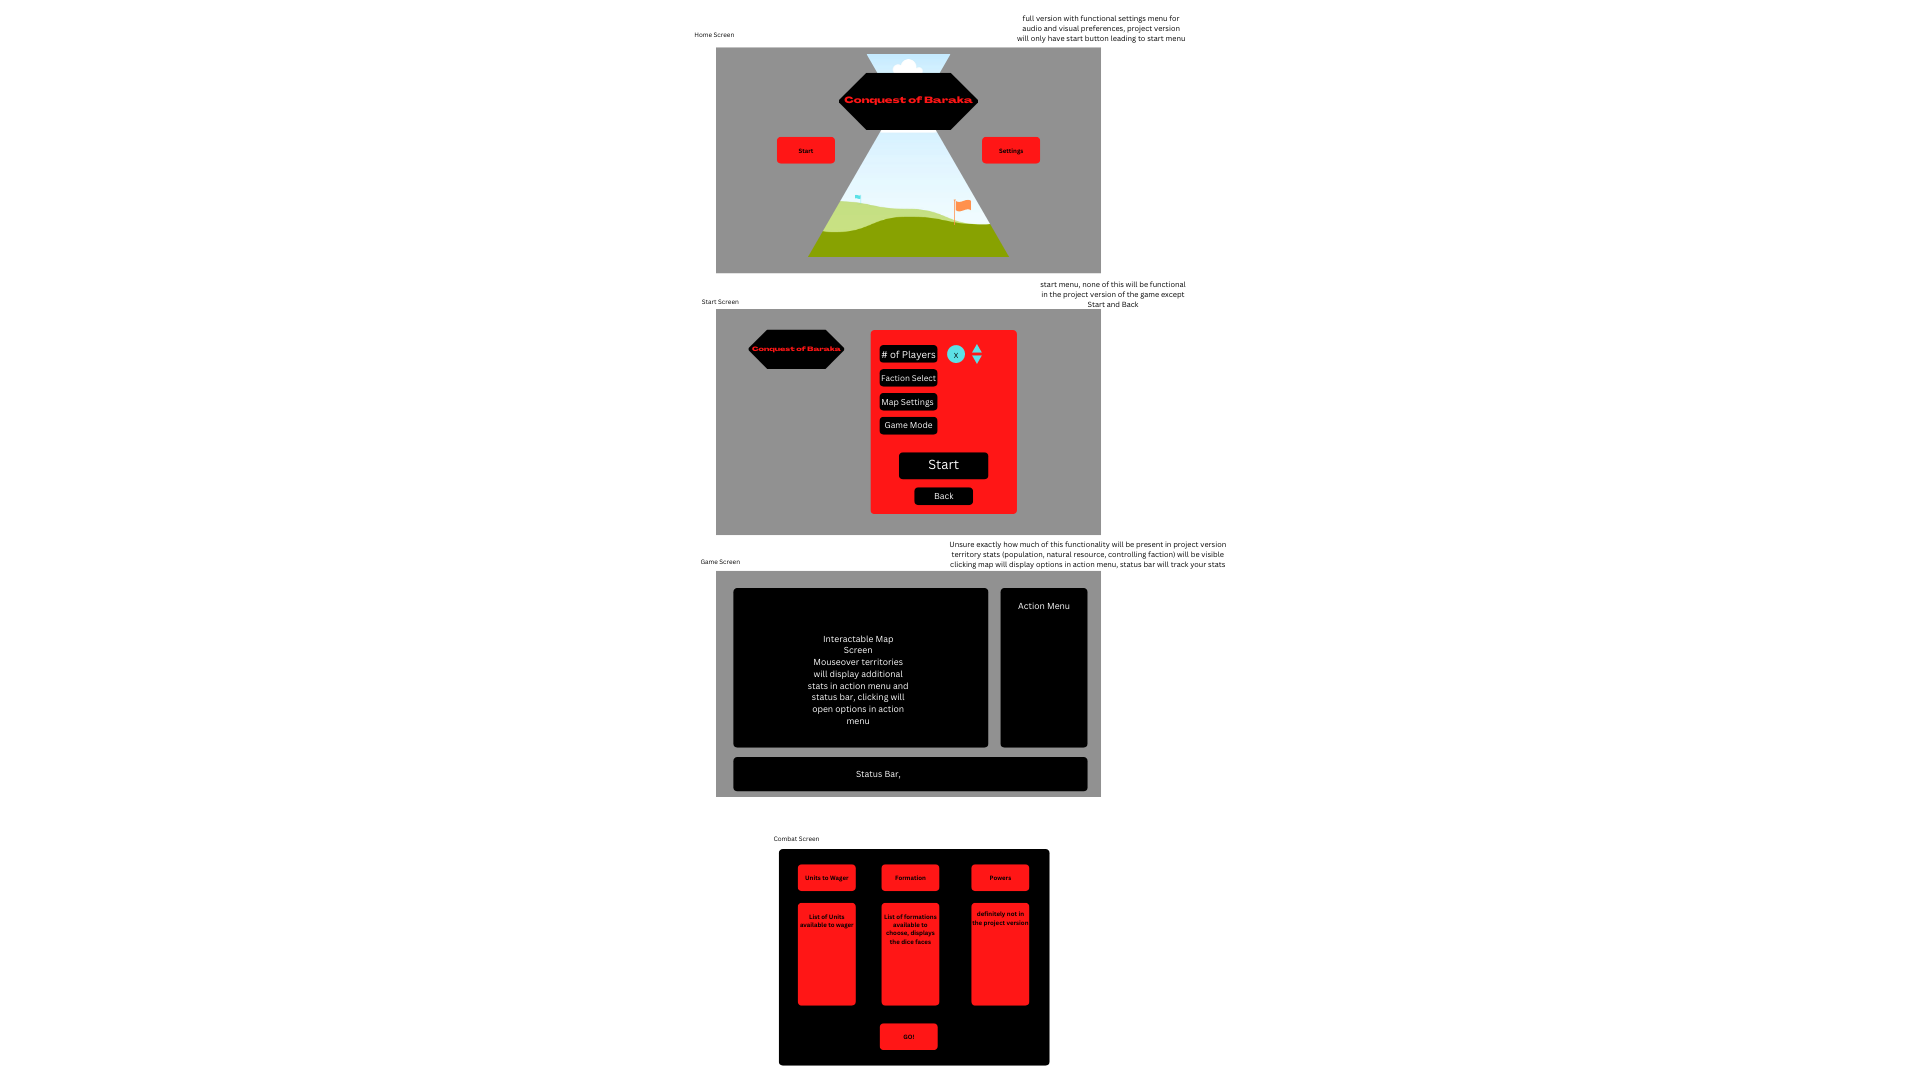 full version with functional settings menu for
audio and visual preferences, project version
will only have start button leading to start menu
Home Screen
Conquest of Baraka
Start
Settings
start menu, none of this will be functional
in the project version of the game except
Start and Back
Start Screen
Conquest of Baraka
# of Players
x
Faction Select
Map Settings
Game Mode
Start
Back
Unsure exactly how much of this functionality will be present in project version
territory stats (population, natural resource, controlling faction) will be visible
clicking map will display options in action menu, status bar will track your stats
Game Screen
Interactable Map
Screen
Mouseover territories
will display additional
stats in action menu and
status bar, clicking will
open options in action
menu
Action Menu
Status Bar,
Combat Screen
Units to Wager
Formation
Powers
List of Units
available to wager
List of formations
available to
choose, displays
the dice faces
definitely not in
the project version
GO!